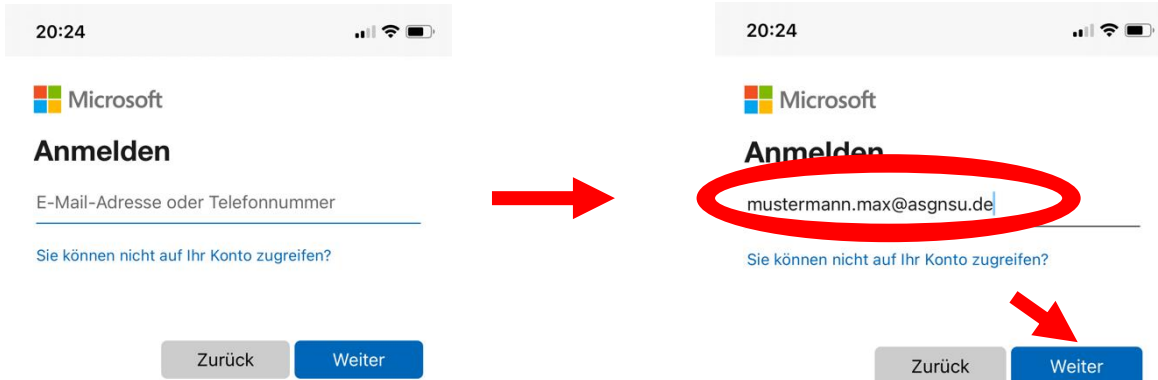 20:24
Microsoft
Anmelden
E-Mail-Adresse oder Telefonnummer
Sie können nicht auf Ihr Konto zugreifen?
Zurück
Weiter
20:24
Microsoft
Anmelden
mustermann.max@asgnsu.de
Sie können nicht auf Ihr Konto zugreifen?
Zurück
Weiter